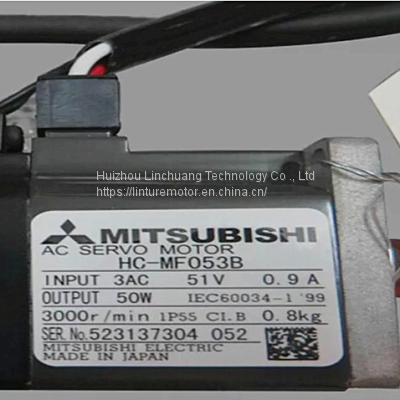 Huizhou Linchuang Technology Co ., Ltd
https://linturemotor.en.china.cn/
MITSUBISHI
AC SERVO MOTOR
HC-MF053B
INPUT 3AC 51V 0.9A
OUTPUT 50W IEC60034-1 '99
3000r/min IP55 CI.B 0.8kg
SER.No.523137304 052
MITSUBISHI ELECTRIC
MADE IN JAPAN